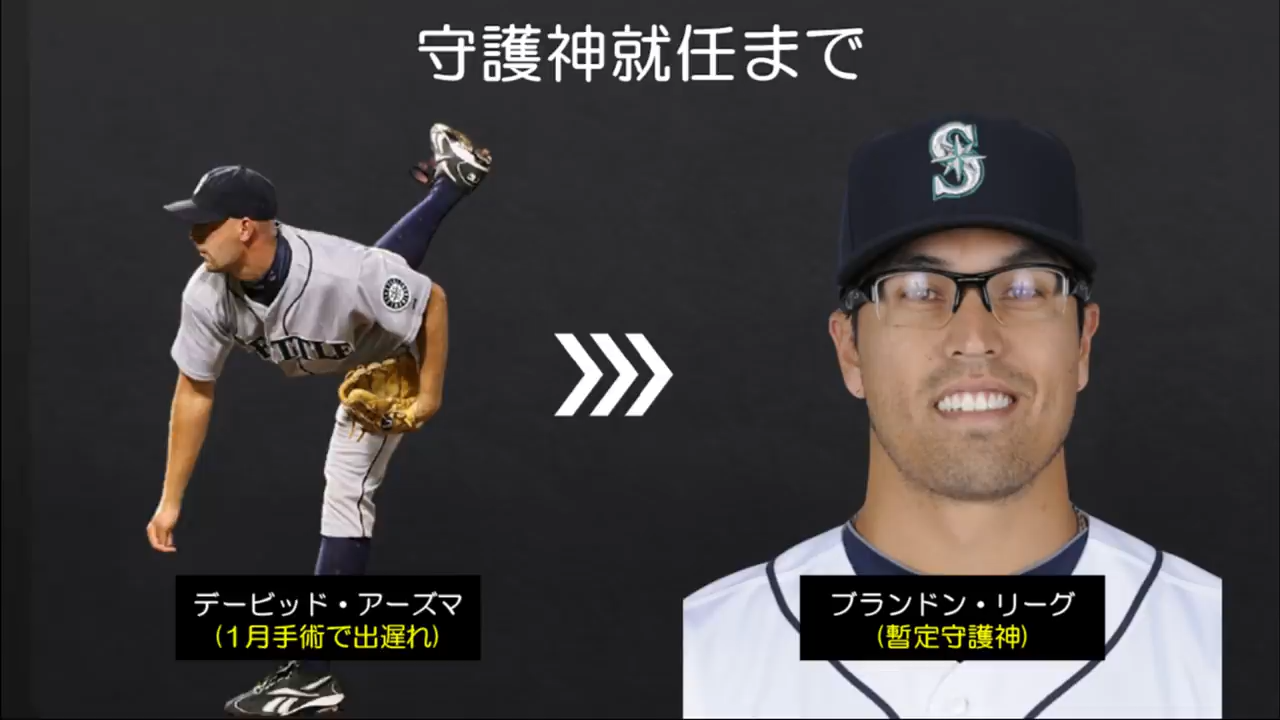 守護神就任まで
デービッド・アーズマ
(1月手術で出遅れ)
ブランドン・リーグ
(暫定守護神)